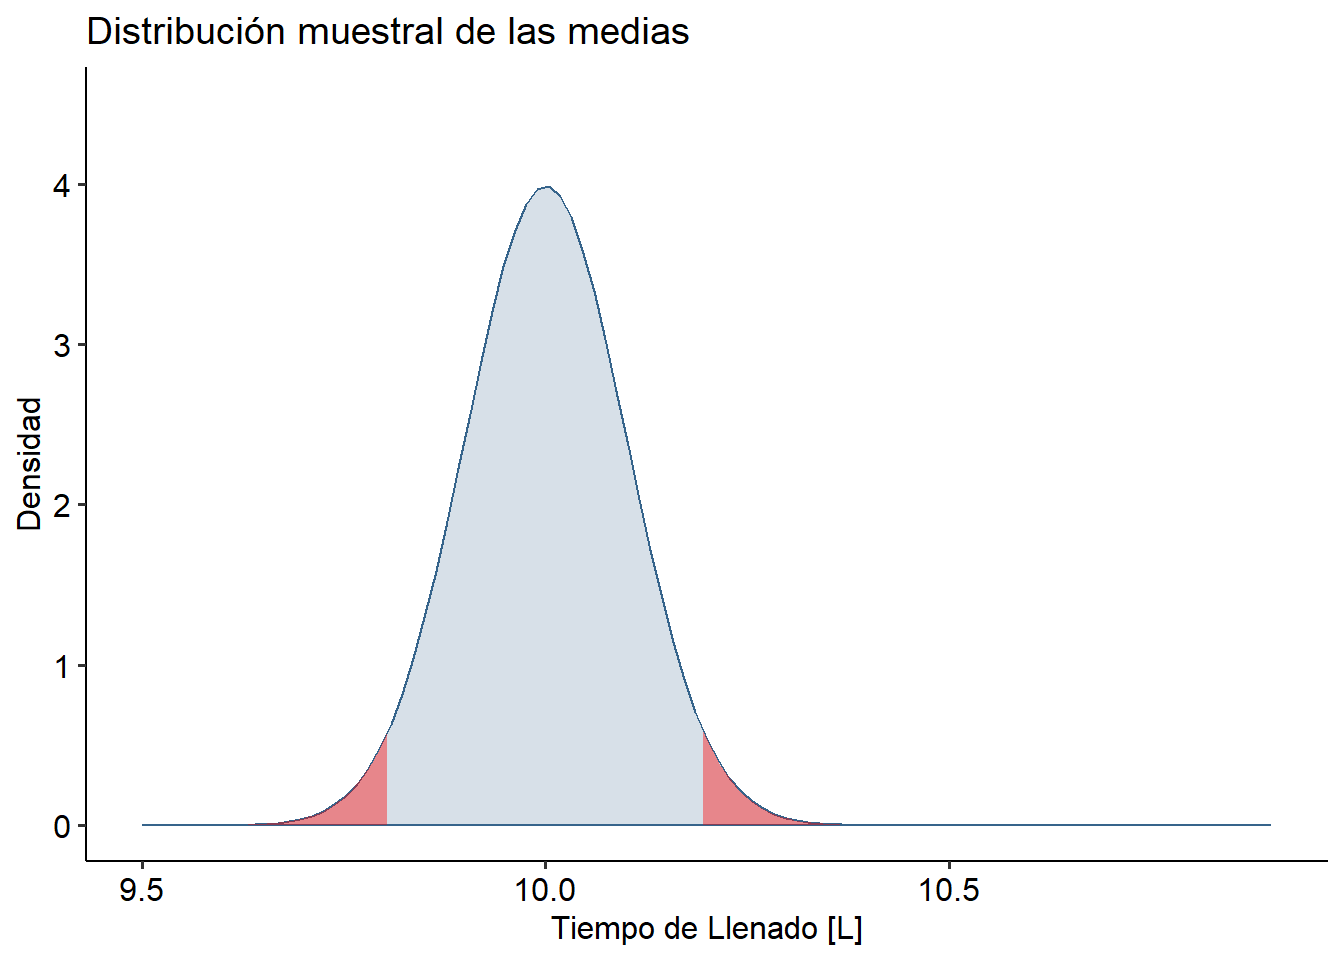 Distribución muestral de las medias
Densidad
4
3
2
1
0
9.5 10.0 10.5
Tiempo de Llenado [L]